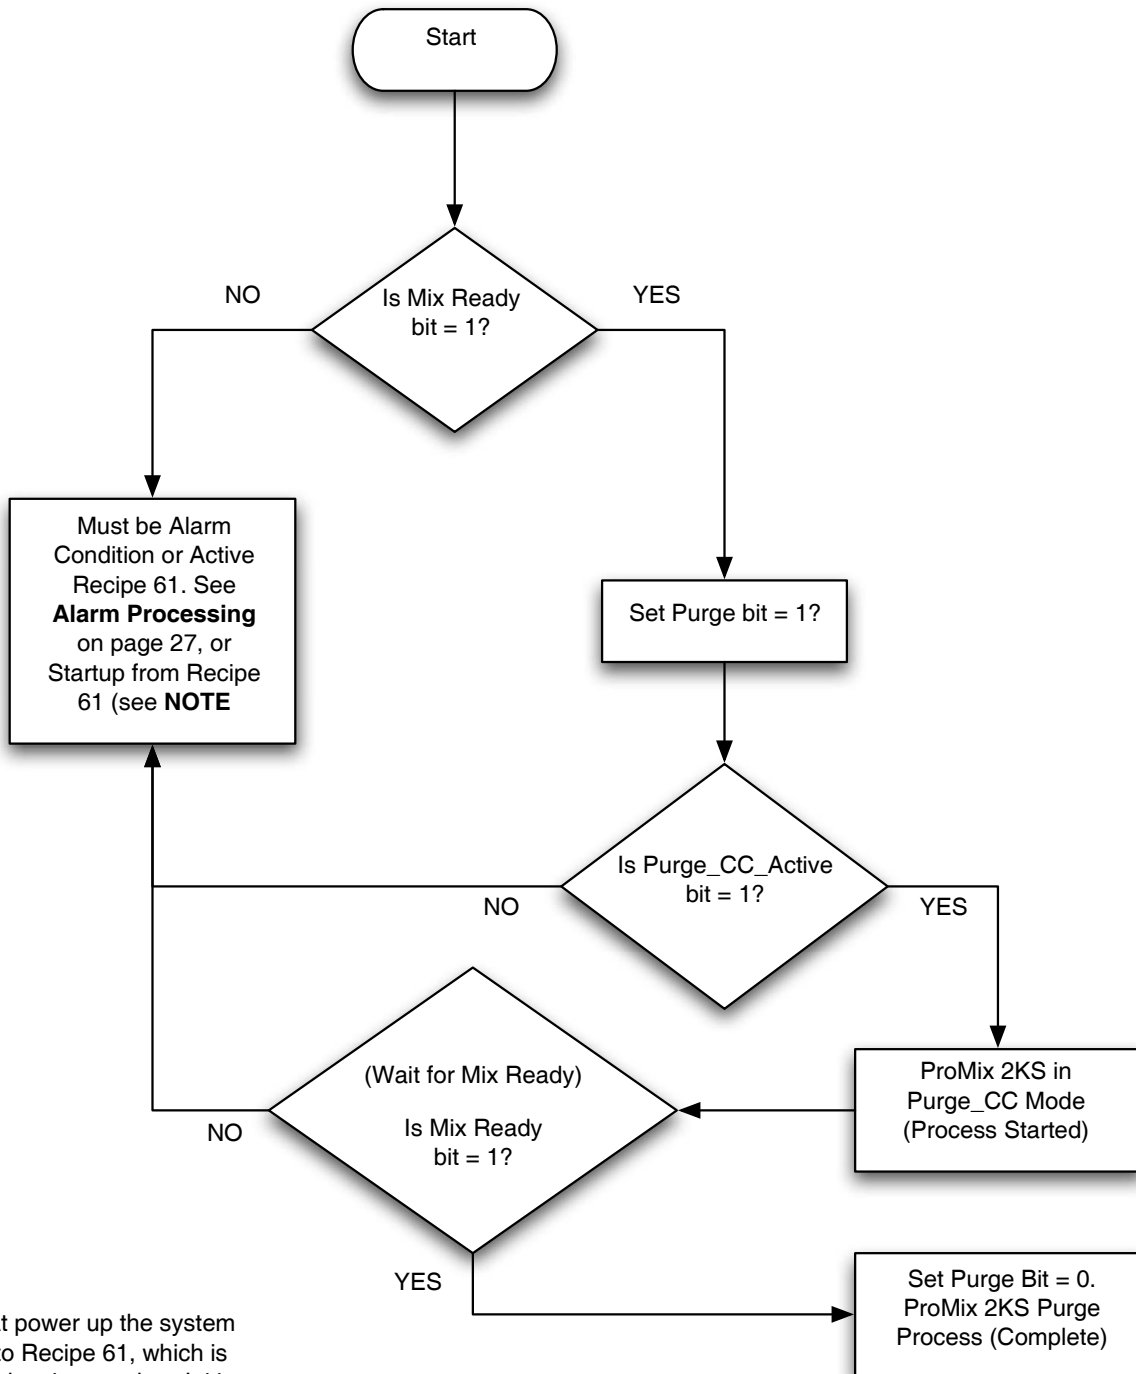 Start
NO
YES
Is Mix Ready
bit = 1?
Must be Alarm
Condition or Active
Recipe 61. See
Alarm Processing
on page 27, or
Startup from Recipe
61 (see NOTE
Set Purge bit = 1?
Is Purge_CC_Active
bit = 1?
NO
YES
(Wait for Mix Ready)
Is Mix Ready
bit = 1?
NO
YES
ProMix 2KS in
Purge_CC Mode
(Process Started)
Set Purge Bit = 0.
ProMix 2KS Purge
Process (Complete)
power up the system
to Recipe 61, which is